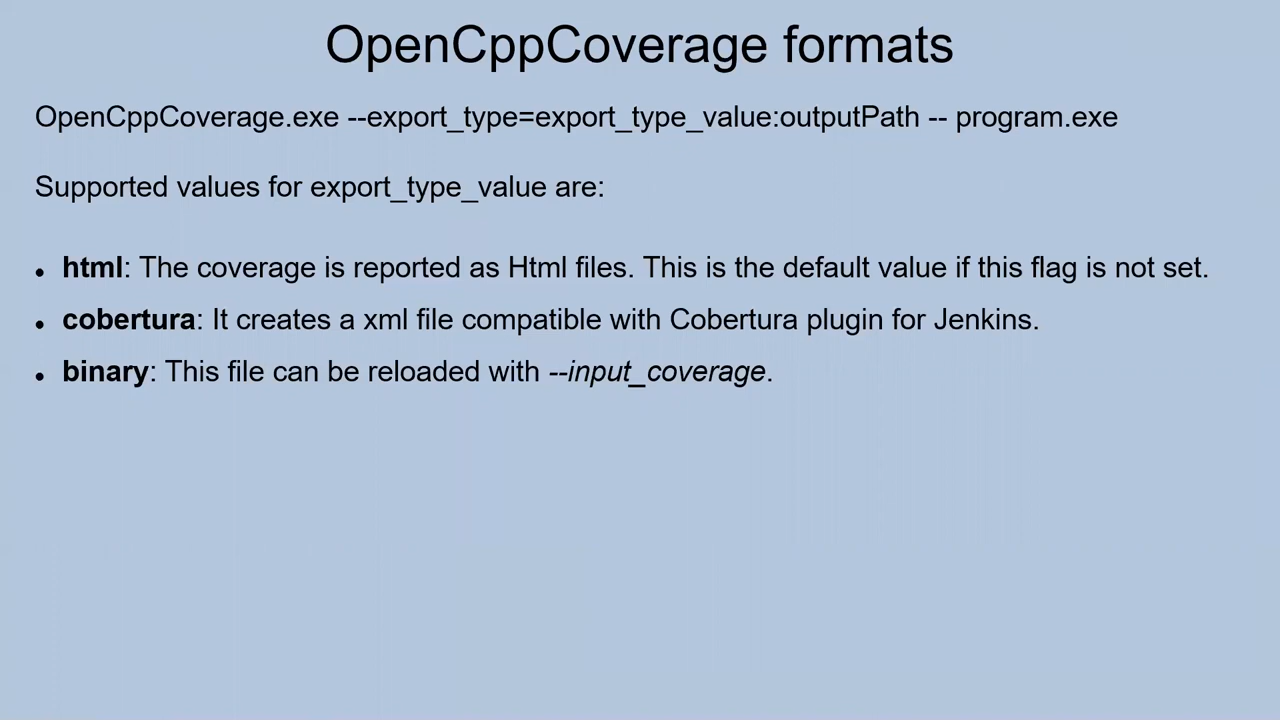 OpenCppCoverage formats
OpenCppCoverage.exe --export_type=export_type_value:outputPath -- program.exe
Supported values for export_type_value are:
• html: The coverage is reported as Html files. This is the default value if this flag is not set.
• cobertura: It creates a xml file compatible with Cobertura plugin for Jenkins.
• binary: This file can be reloaded with --input_coverage.